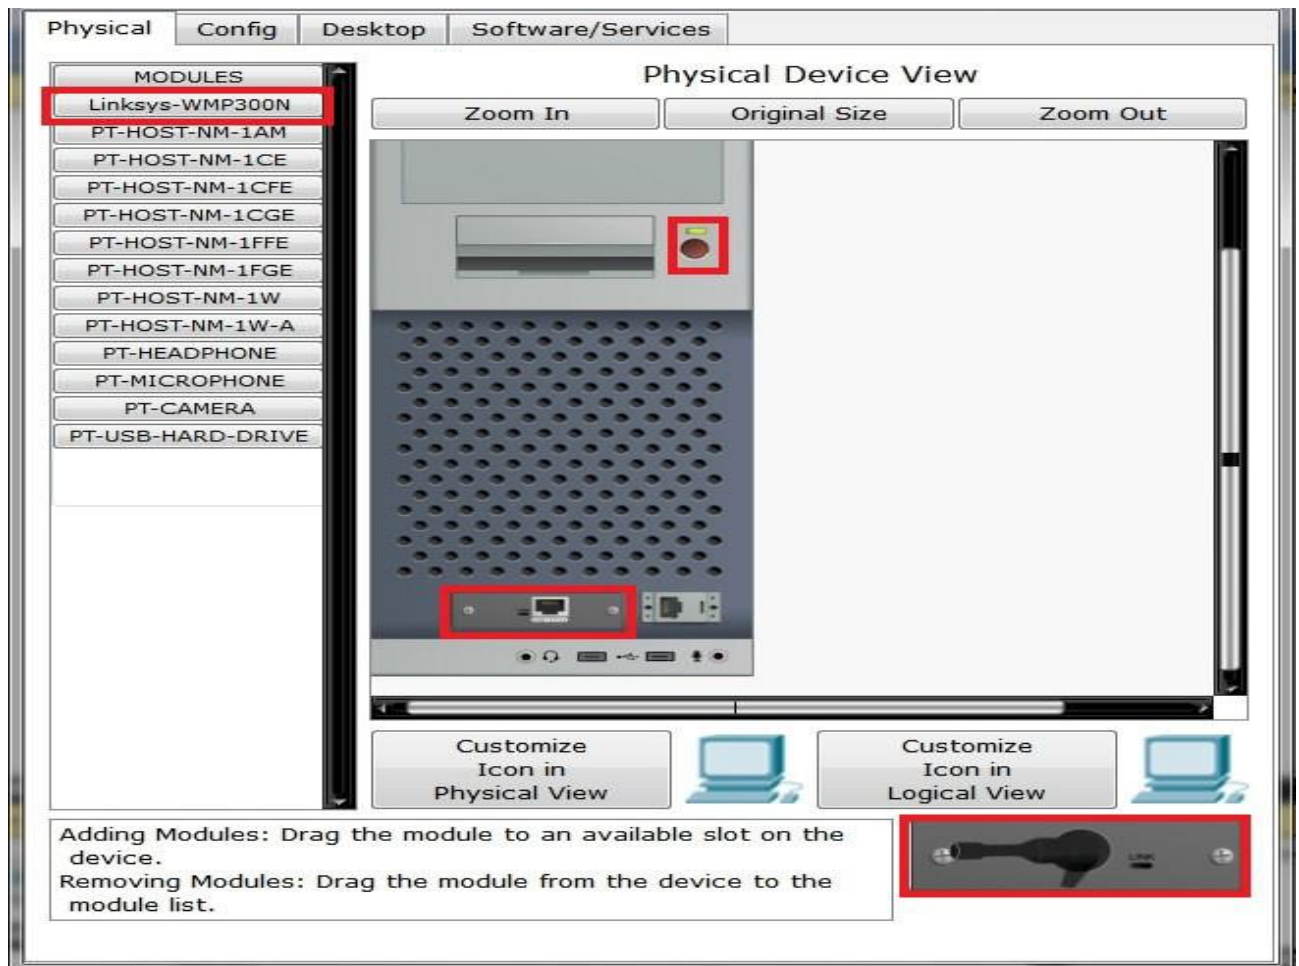 Physical
Config
Desktop
Software/Services
MODULES
Linksys-WMP300N
PT-HOST-NM-1AM
PT-HOST-NM-1CE
PT-HOST-NM-1CFE
PT-HOST-NM-1CGE
PT-HOST-NM-1FFE
PT-HOST-NM-1FGE
PT-HOST-NM-1W
PT-HOST-NM-1W-A
PT-HEADPHONE
PT-MICROPHONE
PT-CAMERA
PT-USB-HARD-DRIVE
Physical Device View
Zoom In
Original Size
Zoom Out
Customize
Icon in
Physical View
Customize
Icon in
Logical View
Adding Modules: Drag the module to an available slot on the
device.
Removing Modules: Drag the module from the device to the
module list.
LINK